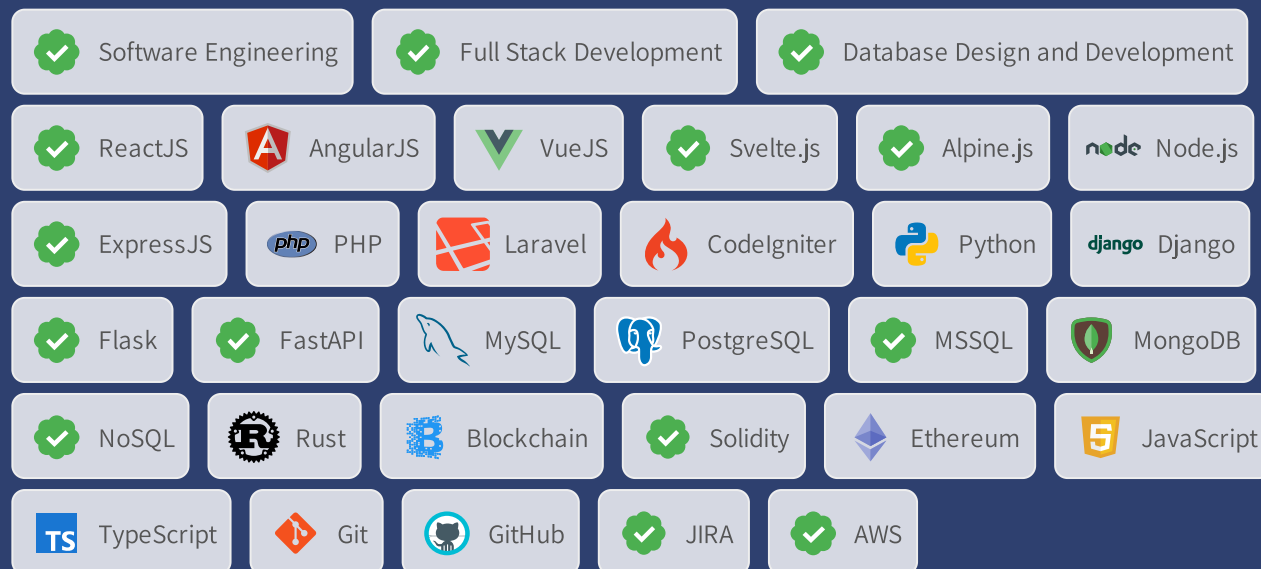 Software Engineering Full Stack Development Database Design and Development
ReactJS AngularJS VueJS Svelte.js Alpine.js node Node.js
ExpressJS php PHP Laravel CodeIgniter Python django Django
Flask FastAPI MySQL PostgreSQL MSSQL MongoDB
NoSQL R Rust B Blockchain Solidity Ethereum 5 JavaScript
TS TypeScript Git GitHub JIRA AWS